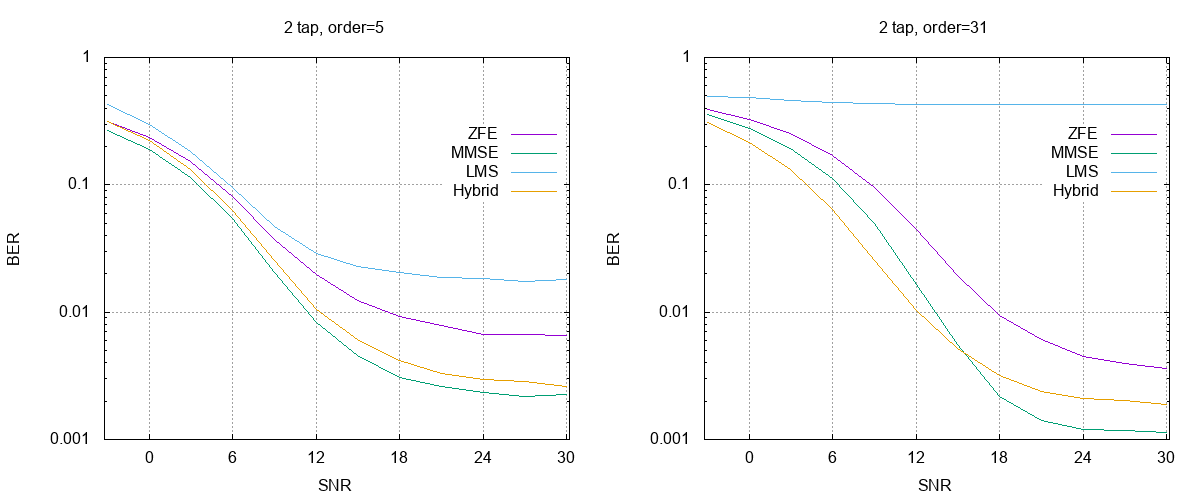 2 tap, order=5
1
0.1
0.01
0.001
BER
ZFE
MMSE
LMS
Hybrid
0 6 12 18 24 30
SNR
2 tap, order=31
1
0.1
0.01
0.001
BER
ZFE
MMSE
LMS
Hybrid
0 6 12 18 24 30
SNR